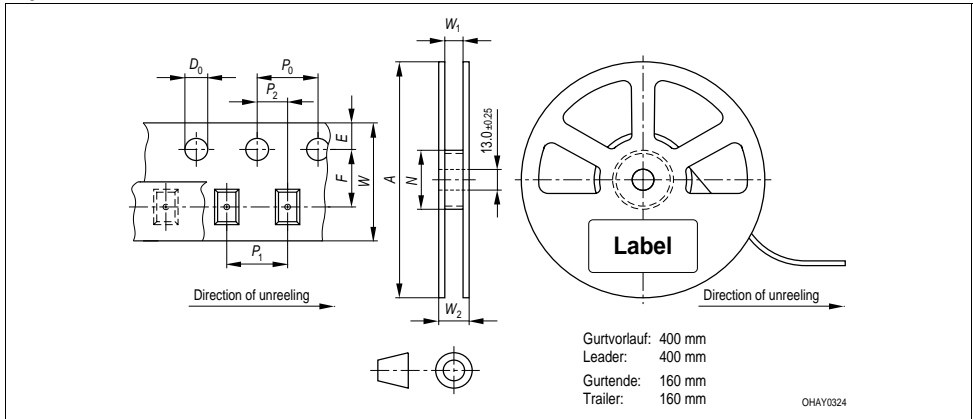 W1
D0
P0
P2
E
F
W
A
N
13.0 ±0.25
P1
W2
Label
Direction of unreeling
Direction of unreeling
Gurtvorlauf: 400 mm
Leader: 400 mm
Gurtende: 160 mm
Trailer: 160 mm
OHAY0324